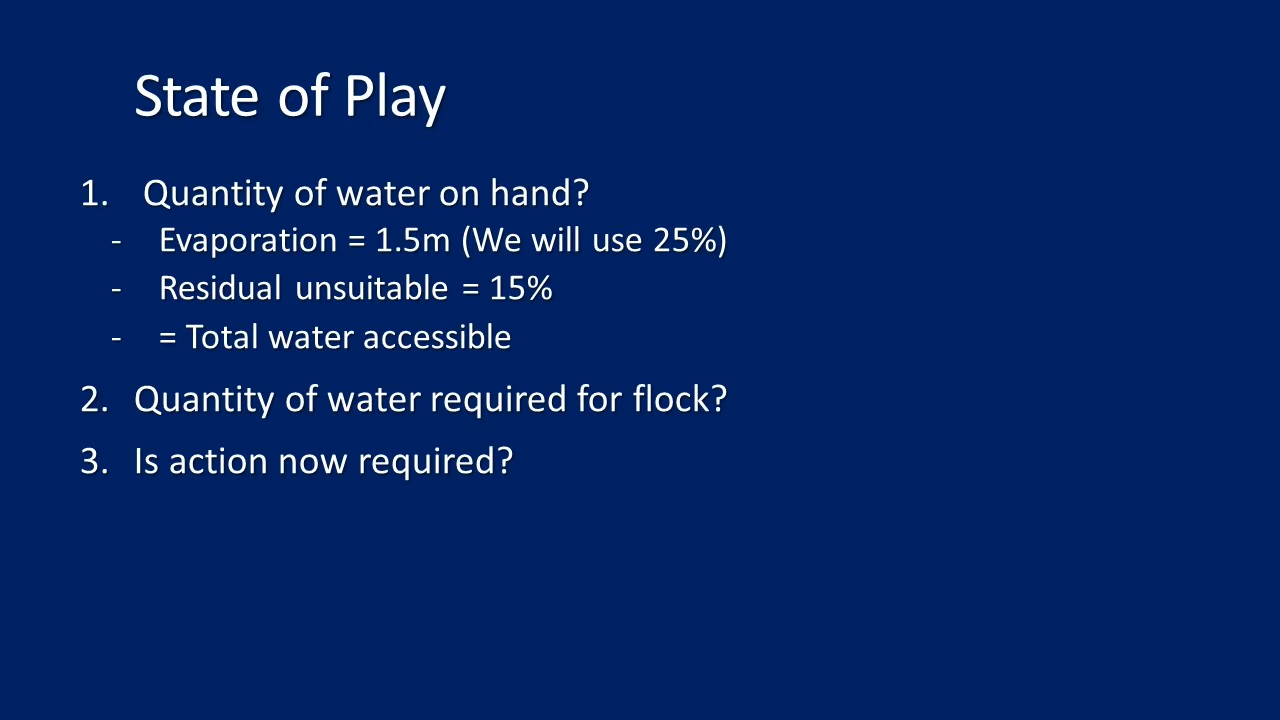 State of Play
1. Quantity of water on hand?
- Evaporation = 1.5m (We will use 25%)
- Residual unsuitable = 15%
- = Total water accessible
2. Quantity of water required for flock?
3. Is action now required?